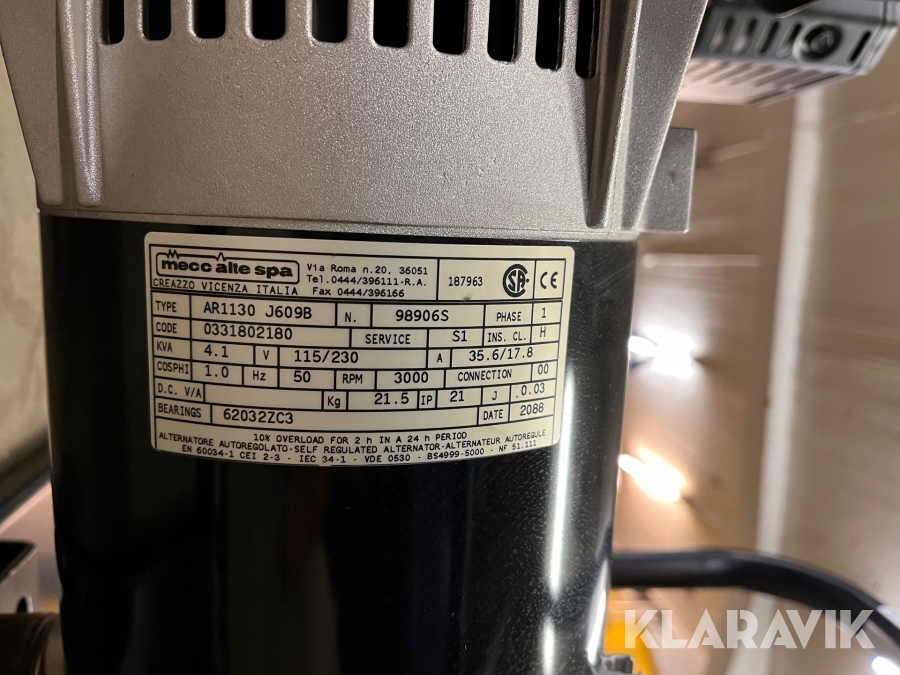 mecc alte spa
CREAZZO VICENZA ITALIA
Via Roma n.20, 36051
Tel.0444/396111-R.A.
Fax 0444/396166
187963
SA
CE
TYPE AR1130 J609B N. 98906S PHASE 1
CODE 0331802180 SERVICE S1 INS. CL. H
KVA 4.1 V 115/230 A 35.6/17.8
COSPHI 1.0 Hz 50 RPM 3000 CONNECTION 00
D.C. V/A Kg 21.5 IP 21 J .0.03
BEARINGS 62032ZC3 DATE 2088
10% OVERLOAD FOR 2 h IN A 24 h PERIOD
ALTERNATORE AUTOREGOLATO-SELF REGULATED ALTERNATOR-ALTERNATEUR AUTOREGULE
EN 60034-1 CEI 2-3 - IEC 34-1 - VDE 0530 - BS4999-5000 - NF 51.111
KLARAVIK